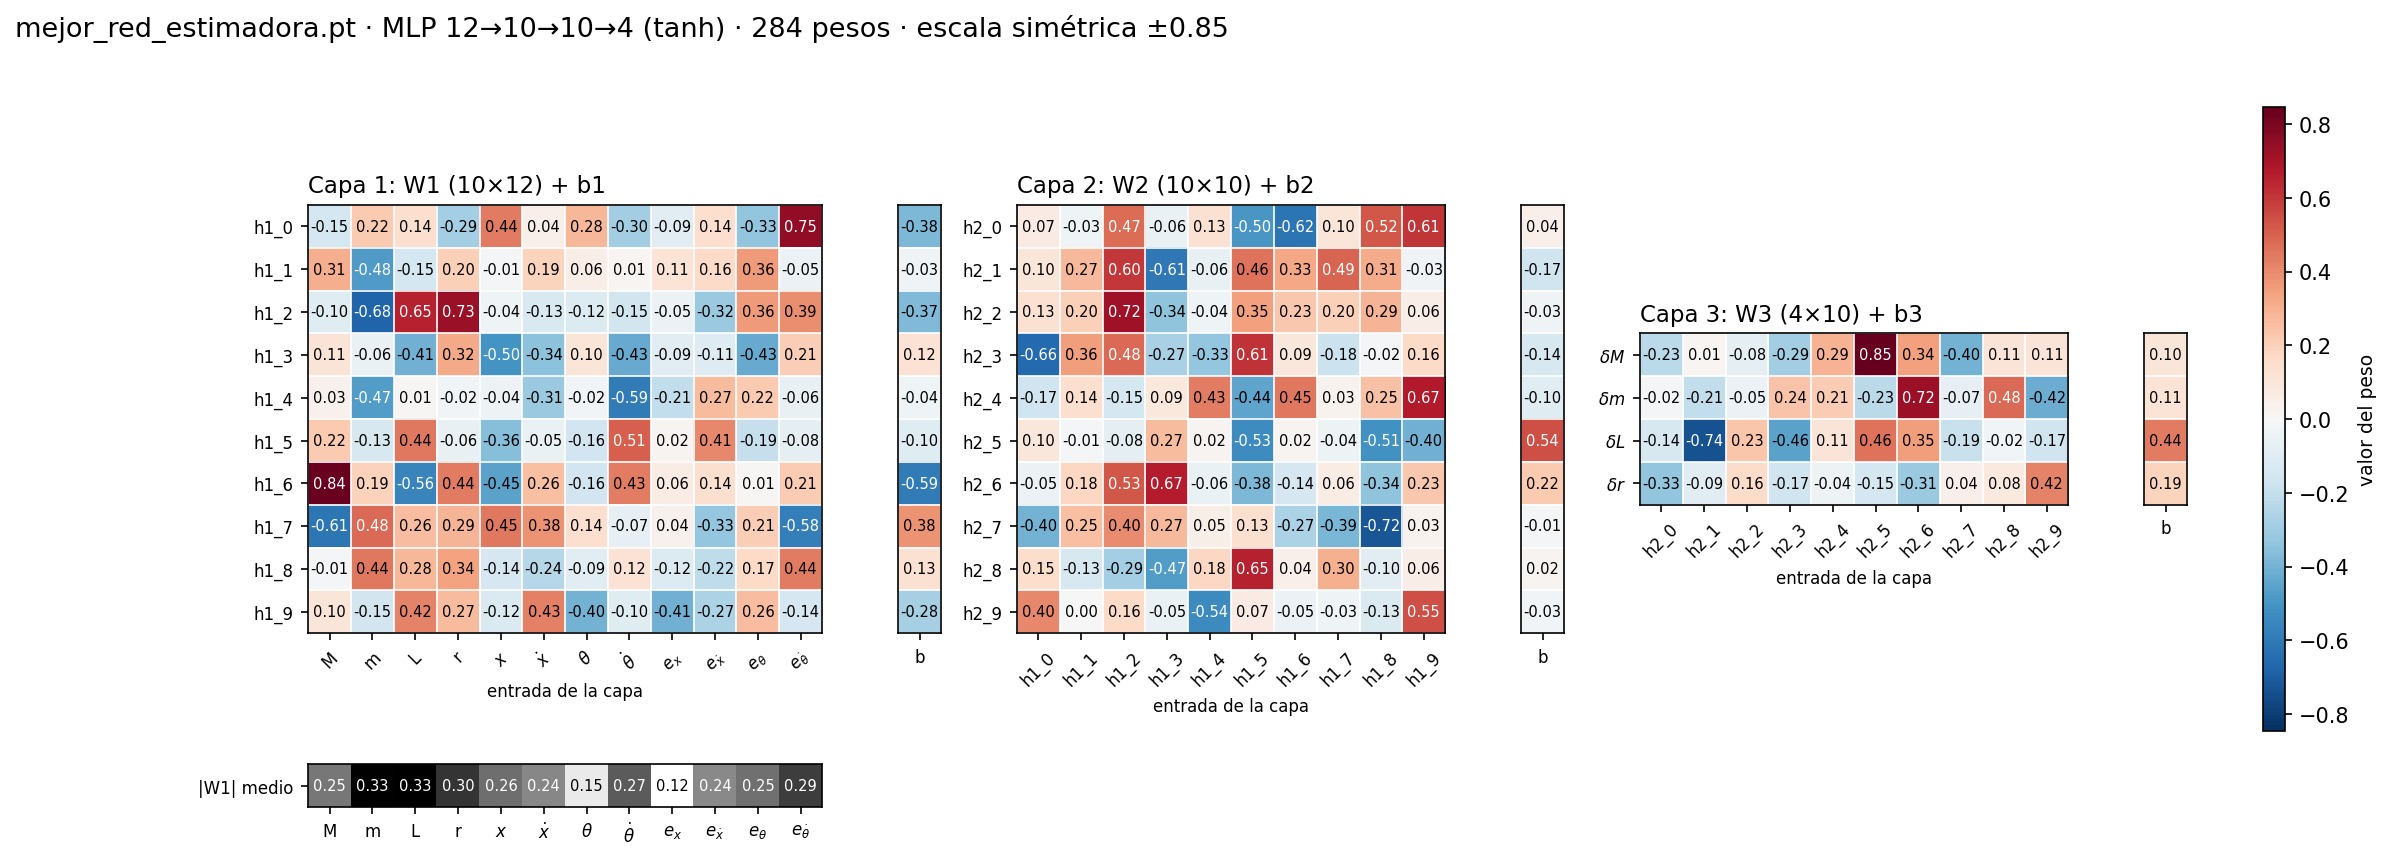 mejor_red_estimadora.pt · MLP 12→10→10→4 (tanh) · 284 pesos · escala simétrica ±0.85
Capa 1: W1 (10×12) + b1
h1_0 -0.15 0.22 0.14 -0.29 0.44 0.04 0.28 -0.30 -0.09 0.14 -0.33 0.75 -0.38
h1_1 0.31 -0.48 -0.15 0.20 -0.01 0.19 0.06 0.01 0.11 0.16 0.36 -0.05 -0.03
h1_2 -0.10 -0.68 0.65 0.73 -0.04 -0.13 -0.12 -0.15 -0.05 -0.32 0.36 0.39 -0.37
h1_3 0.11 -0.06 -0.41 0.32 -0.50 -0.34 0.10 -0.43 -0.09 -0.11 -0.43 0.21 0.12
h1_4 0.03 -0.47 0.01 -0.02 -0.04 -0.31 -0.02 -0.59 -0.21 0.27 0.22 -0.06 -0.04
h1_5 0.22 -0.13 0.44 -0.06 -0.36 -0.05 -0.16 0.51 0.02 0.41 -0.19 -0.08 -0.10
h1_6 0.84 0.19 -0.56 0.44 -0.45 0.26 -0.16 0.43 0.06 0.14 0.01 0.21 -0.59
h1_7 -0.61 0.48 0.26 0.29 0.45 0.38 0.14 -0.07 0.04 -0.33 0.21 -0.58 0.38
h1_8 -0.01 0.44 0.28 0.34 -0.14 -0.24 -0.09 0.12 -0.12 -0.22 0.17 0.44 0.13
h1_9 0.10 -0.15 0.42 0.27 -0.12 0.43 -0.40 -0.10 -0.41 -0.27 0.26 -0.14 -0.28
M m L r x ẋ θ θ̇ eₓ e_ẋ e_θ e_θ̇ b
entrada de la capa
Capa 2: W2 (10×10) + b2
h2_0 0.07 -0.03 0.47 -0.06 0.13 -0.50 -0.62 0.10 0.52 0.61 0.04
h2_1 0.10 0.27 0.60 -0.61 -0.06 0.46 0.33 0.49 0.31 -0.03 -0.17
h2_2 0.13 0.20 0.72 -0.34 -0.04 0.35 0.23 0.20 0.29 0.06 -0.03
h2_3 -0.66 0.36 0.48 -0.27 -0.33 0.61 0.09 -0.18 -0.02 0.16 -0.14
h2_4 -0.17 0.14 -0.15 0.09 0.43 -0.44 0.45 0.03 0.25 0.67 -0.10
h2_5 0.10 -0.01 -0.08 0.27 0.02 -0.53 0.02 -0.04 -0.51 -0.40 0.54
h2_6 -0.05 0.18 0.53 0.67 -0.06 -0.38 -0.14 0.06 -0.34 0.23 0.22
h2_7 -0.40 0.25 0.40 0.27 0.05 0.13 -0.27 -0.39 -0.72 0.03 -0.01
h2_8 0.15 -0.13 -0.29 -0.47 0.18 0.65 0.04 0.30 -0.10 0.06 0.02
h2_9 0.40 0.00 0.16 -0.05 -0.54 0.07 -0.05 -0.03 -0.13 0.55 -0.03
h1_0 h1_1 h1_2 h1_3 h1_4 h1_5 h1_6 h1_7 h1_8 h1_9 b
entrada de la capa
Capa 3: W3 (4×10) + b3
δM -0.23 0.01 -0.08 -0.29 0.29 0.85 0.34 -0.40 0.11 0.11 0.10
δm -0.02 -0.21 -0.05 0.24 0.21 -0.23 0.72 -0.07 0.48 -0.42 0.11
δL -0.14 -0.74 0.23 -0.46 0.11 0.46 0.35 -0.19 -0.02 -0.17 0.44
δr -0.33 -0.09 0.16 -0.17 -0.04 -0.15 -0.31 0.04 0.08 0.42 0.19
h2_0 h2_1 h2_2 h2_3 h2_4 h2_5 h2_6 h2_7 h2_8 h2_9 b
entrada de la capa
0.8
0.6
0.4
0.2
0.0
−0.2
−0.4
−0.6
−0.8
valor del peso
|W1| medio 0.25 0.33 0.33 0.30 0.26 0.24 0.15 0.27 0.12 0.24 0.25 0.29
M m L r x ẋ θ θ̇ eₓ e_ẋ e_θ e_θ̇